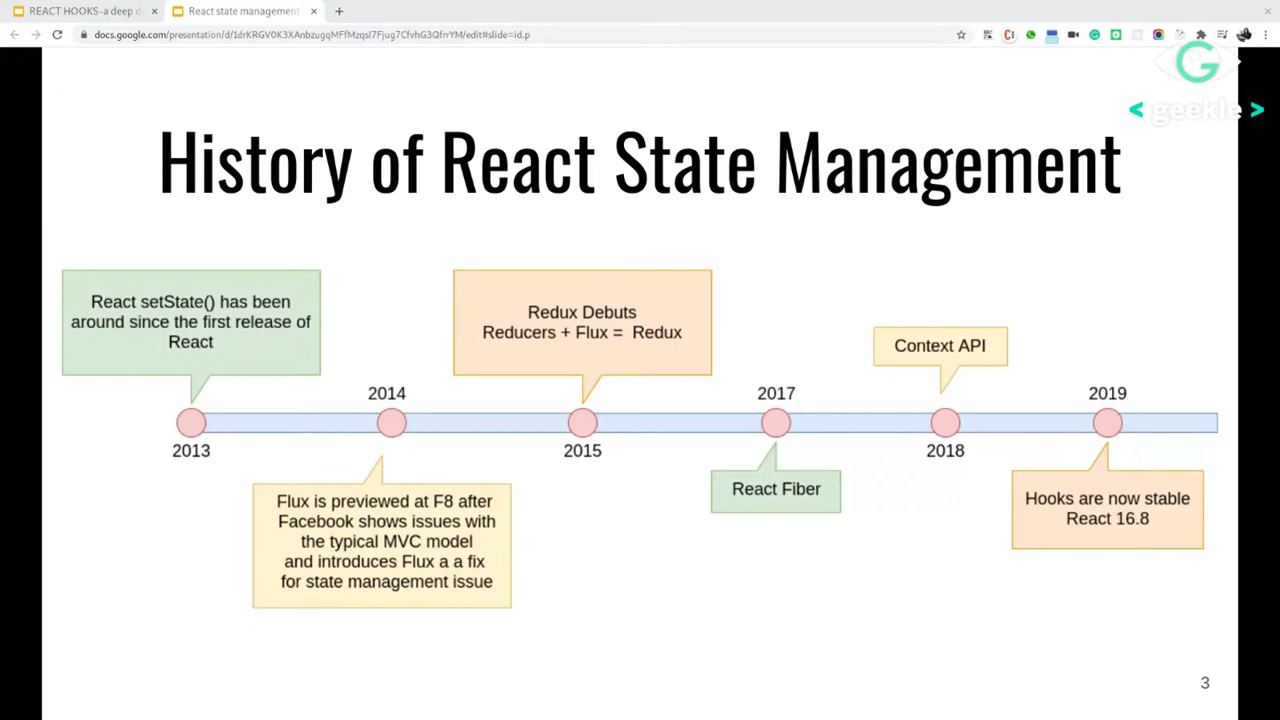 REACT HOOKS-a deep d
React state management
docs.google.com/presentation/d/1drKRGV0K3XAnbzugqMFfMzqsI7Fjug7CfvhG3QfrrYM/edit#slide=id.p
G
< geekle >
History of React State Management
React setState() has been
around since the first release of
React
Redux Debuts
Reducers + Flux = Redux
Context API
2014
2017
2019
2013
2015
2018
Flux is previewed at F8 after
Facebook shows issues with
the typical MVC model
and introduces Flux a a fix
for state management issue
React Fiber
Hooks are now stable
React 16.8
3